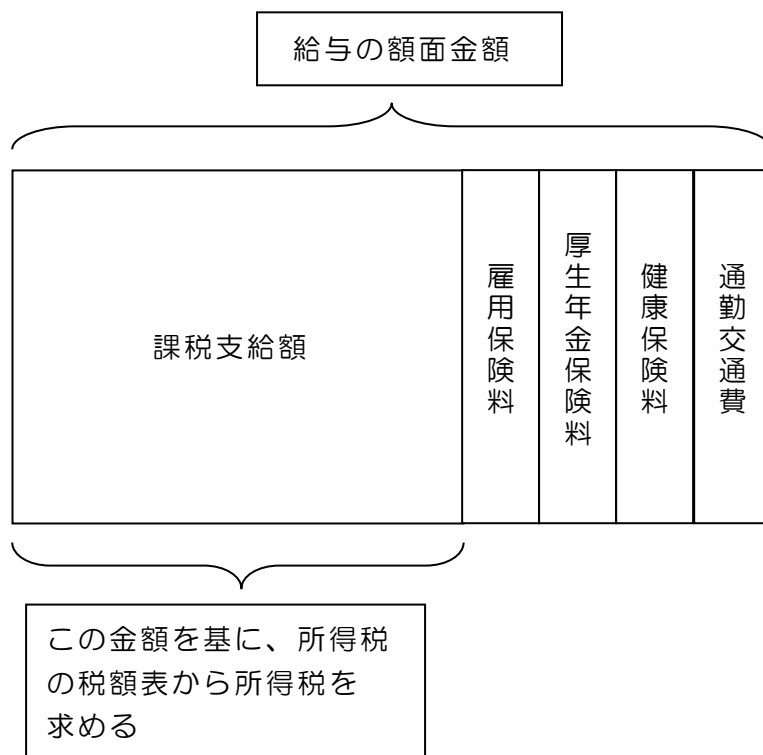 給与の額面金額
課税支給額
雇用保険料
厚生年金保険料
健康保険料
通勤交通費
この金額を基に、所得税
の税額表から所得税を
求める